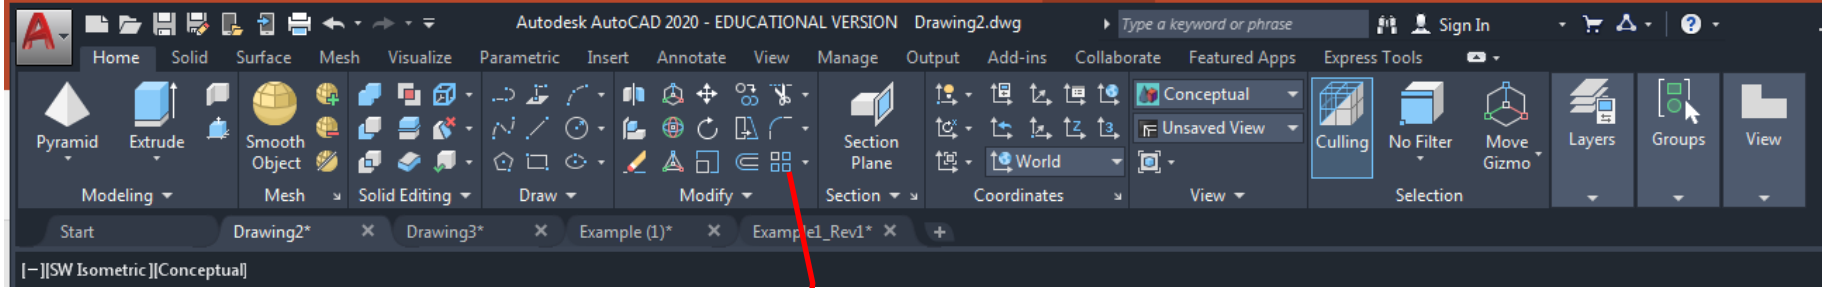 Autodesk AutoCAD 2020 - EDUCATIONAL VERSION Drawing2.dwg Type a keyword or phrase Sign In
Home Solid Surface Mesh Visualize Parametric Insert Annotate View Manage Output Add-ins Collaborate Featured Apps Express Tools
Conceptual
Unsaved View
Pyramid Extrude Smooth Object Section Plane Culling No Filter Move Gizmo Layers Groups View
World
Modeling Mesh Solid Editing Draw Modify Section Coordinates View Selection
Start Drawing2* Drawing3* Example (1)* Example1_Rev1*
[−][SW Isometric][Conceptual]